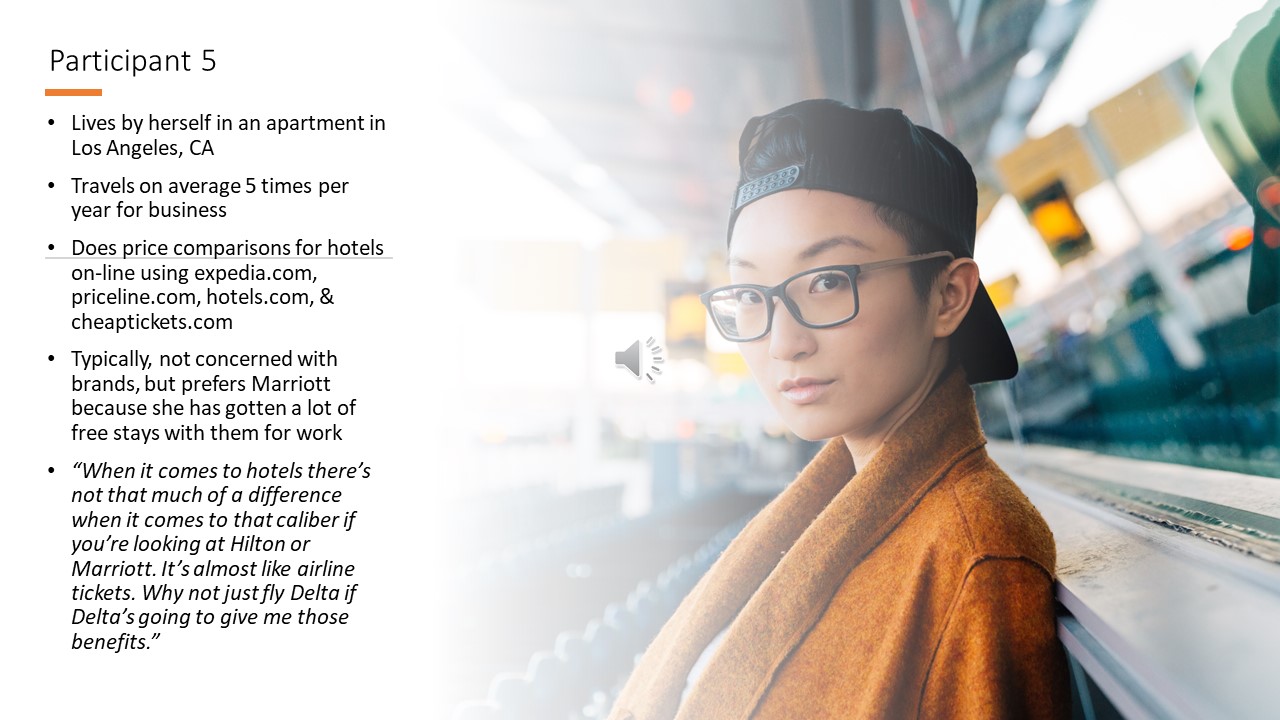 Participant 5
• Lives by herself in an apartment in
Los Angeles, CA
• Travels on average 5 times per
year for business
• Does price comparisons for hotels
on-line using expedia.com,
priceline.com, hotels.com, &
cheaptickets.com
• Typically, not concerned with
brands, but prefers Marriott
because she has gotten a lot of
free stays with them for work
• “When it comes to hotels there’s
not that much of a difference
when it comes to that caliber if
you’re looking at Hilton or
Marriott. It’s almost like airline
tickets. Why not just fly Delta if
Delta’s going to give me those
benefits.”